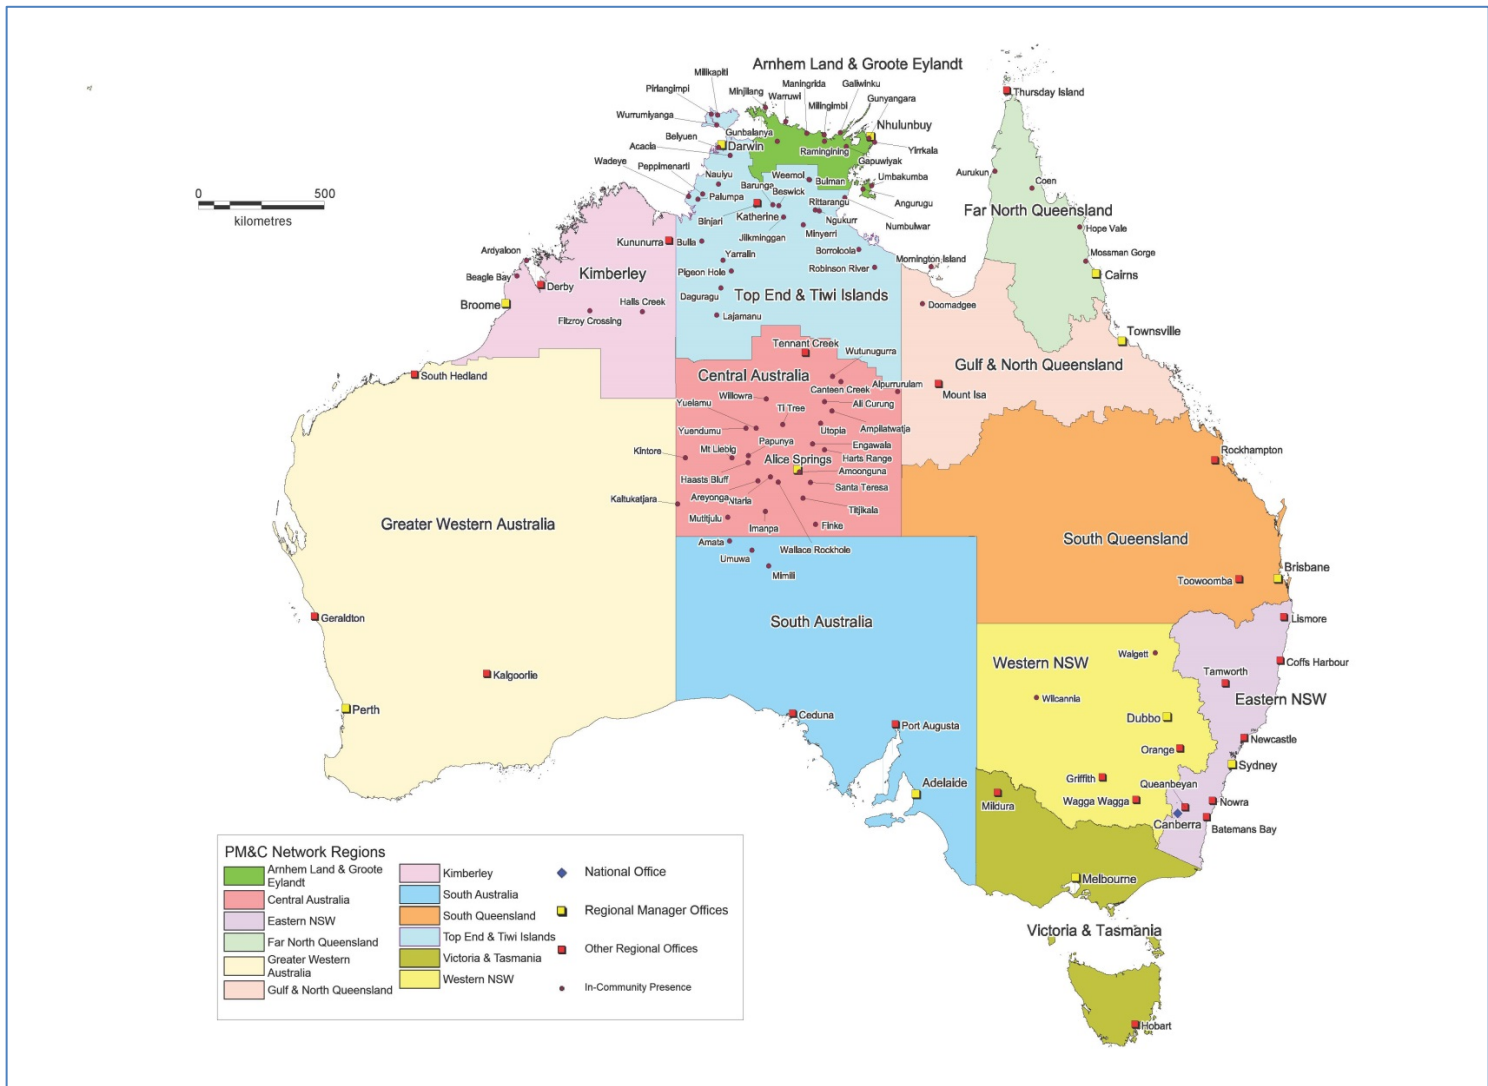 Arnhem Land & Groote Eylandt
Milikapiti
Pirlangimpi
Wurrumiyanga
Minjilang
Warruwi
Maningrida
Milingimbi
Galiwinku
Gunyangara
Nhulunbuy
Yirrkala
Gunbalanya
Ramingining
Gapuwiyak
Belyuen
Darwin
Acacia
Wadeye
Peppimenarti
Nauiyu
Palumpa
Weemol
Bulman
Umbakumba
Angurugu
Numbulwar
Barunga
Beswick
Rittarangu
Ngukurr
Binjari
Katherine
Jilkminggan
Minyerri
Borroloola
Robinson River
Kununurra
Bulla
Yarralin
Pigeon Hole
Daguragu
Lajamanu
Top End & Tiwi Islands
Thursday Island
Aurukun
Coen
Far North Queensland
Hope Vale
Mossman Gorge
Cairns
Mornington Island
Doomadgee
Townsville
Gulf & North Queensland
Mount Isa
0
500
kilometres
Ardyaloon
Beagle Bay
Kimberley
Derby
Broome
Halls Creek
Fitzroy Crossing
South Hedland
Tennant Creek
Wutunugurra
Central Australia
Canteen Creek
Alpurrurulam
Willowra
Ali Curung
Yuelamu
Ti Tree
Ampilatwatja
Yuendumu
Utopia
Papunya
Engawala
Kintore
Mt Liebig
Harts Range
Alice Springs
Amoonguna
Haasts Bluff
Santa Teresa
Areyonga
Ntaria
Kaltukatjara
Titjikala
Mutitjulu
Imanpa
Finke
Amata
Wallace Rockhole
Umuwa
Mimili
Greater Western Australia
Geraldton
Kalgoorlie
Perth
South Australia
Ceduna
Port Augusta
Adelaide
Rockhampton
South Queensland
Toowoomba
Brisbane
Lismore
Western NSW
Walgett
Coffs Harbour
Tamworth
Wilcannia
Eastern NSW
Dubbo
Newcastle
Orange
Sydney
Griffith
Queanbeyan
Mildura
Wagga Wagga
Nowra
Canberra
Batemans Bay
Melbourne
Victoria & Tasmania
Hobart
PM&C Network Regions
Arnhem Land & Groote
Eylandt
Central Australia
Eastern NSW
Far North Queensland
Greater Western
Australia
Gulf & North Queensland
Kimberley
South Australia
South Queensland
Top End & Tiwi Islands
Victoria & Tasmania
Western NSW
National Office
Regional Manager Offices
Other Regional Offices
In-Community Presence